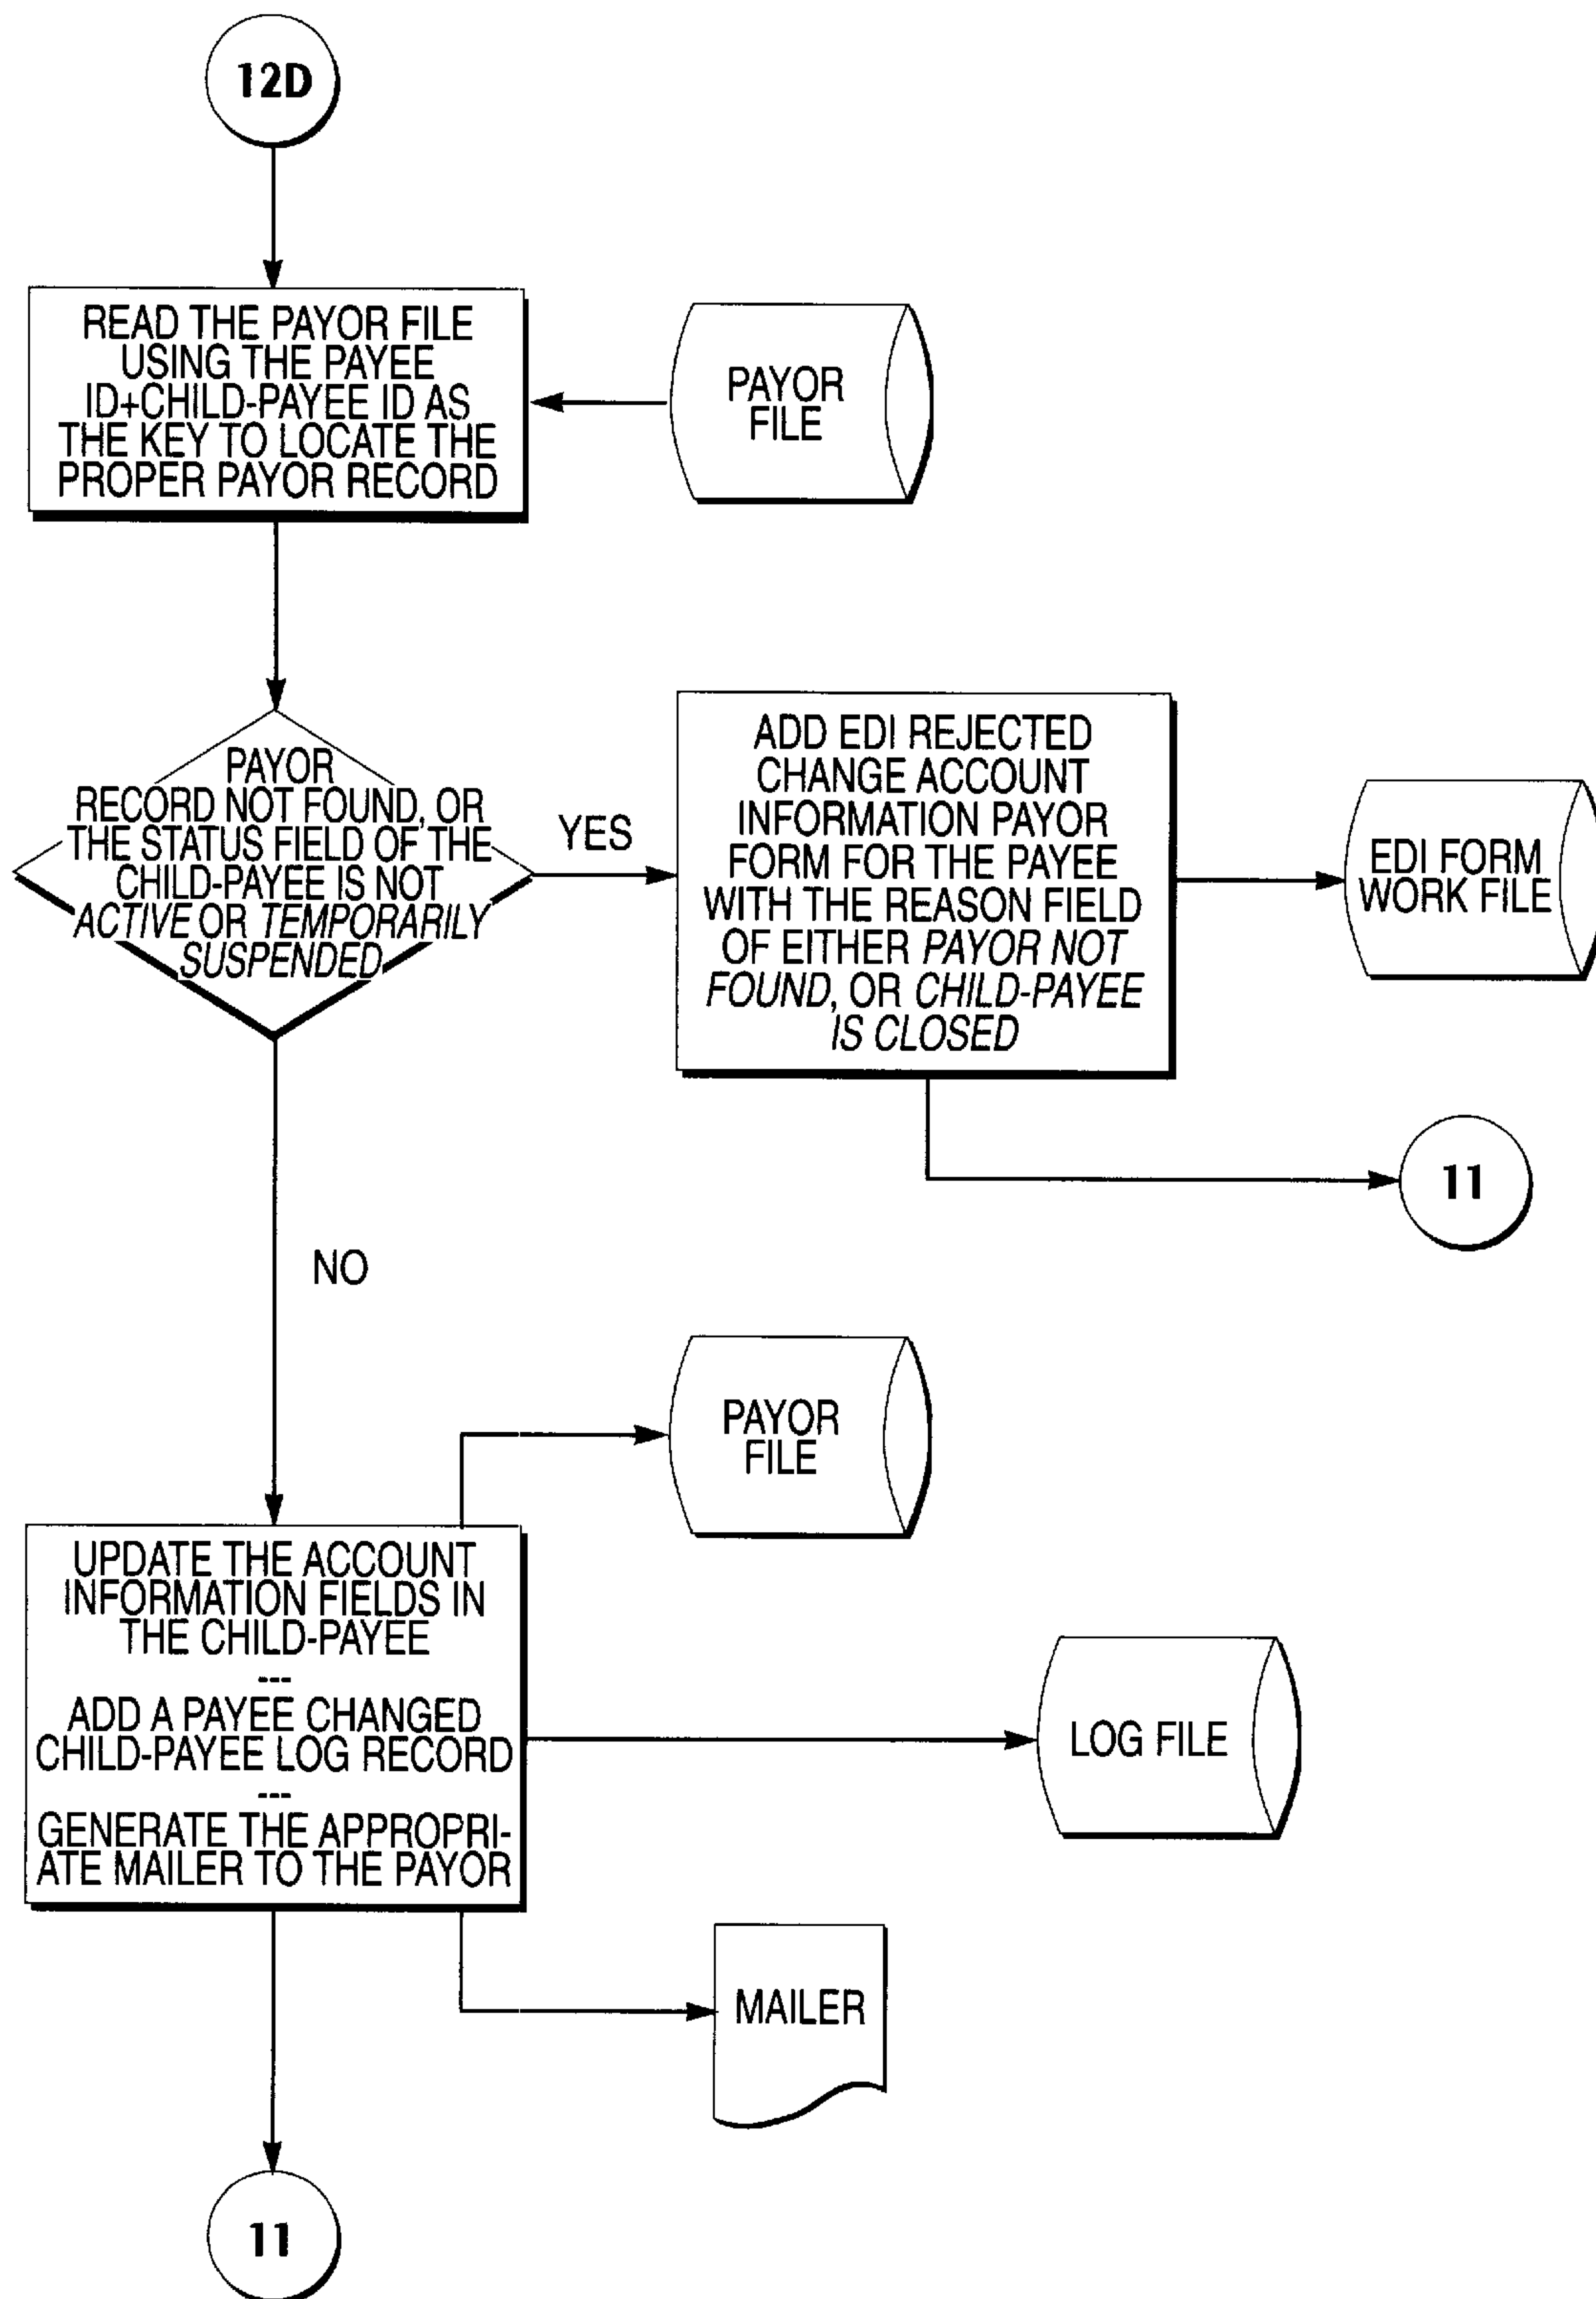 12D
READ THE PAYOR FILE
USING THE PAYEE
ID+CHILD-PAYEE ID AS
THE KEY TO LOCATE THE
PROPER PAYOR RECORD
PAYOR
FILE
PAYOR
RECORD NOT FOUND, OR
THE STATUS FIELD OF THE
CHILD-PAYEE IS NOT
ACTIVE OR TEMPORARILY
SUSPENDED
YES
ADD EDI REJECTED
CHANGE ACCOUNT
INFORMATION PAYOR
FORM FOR THE PAYEE
WITH THE REASON FIELD
OF EITHER PAYOR NOT
FOUND, OR CHILD-PAYEE
IS CLOSED
EDI FORM
WORK FILE
11
NO
PAYOR
FILE
UPDATE THE ACCOUNT
INFORMATION FIELDS IN
THE CHILD-PAYEE
---
ADD A PAYEE CHANGED
CHILD-PAYEE LOG RECORD
---
GENERATE THE APPROPRI-
ATE MAILER TO THE PAYOR
LOG FILE
MAILER
11